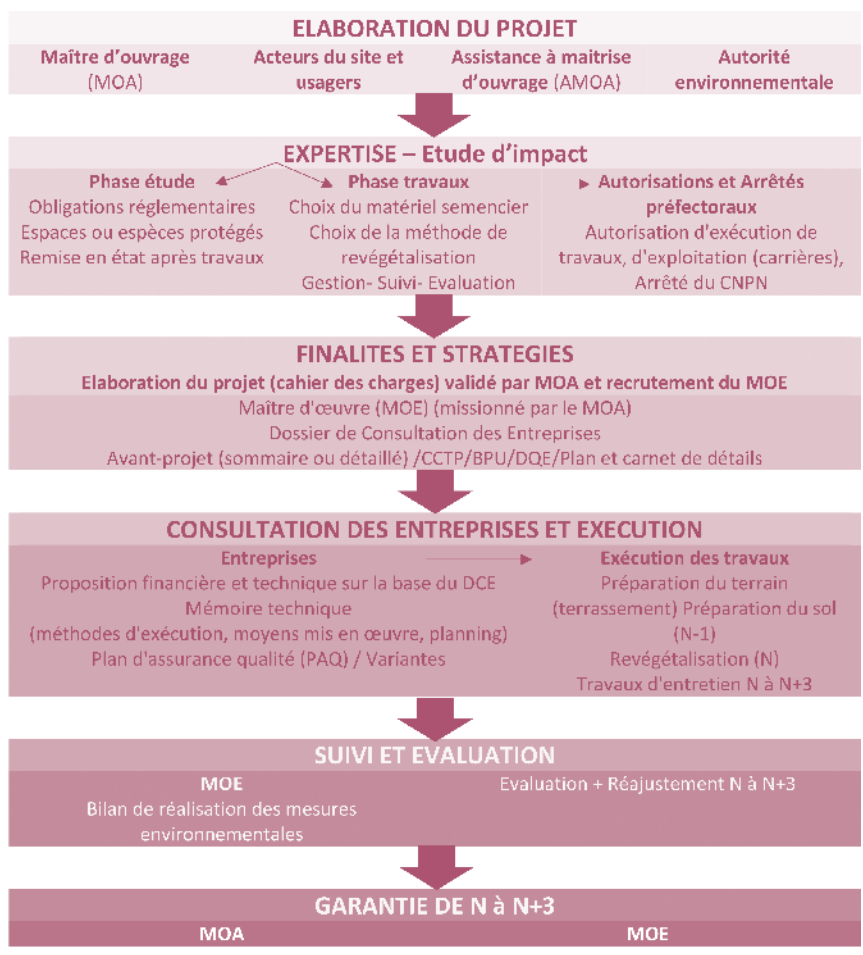 ELABORATION DU PROJET
Maître d'ouvrage
(MOA)
Acteurs du site et
usagers
Assistance à maitrise
d'ouvrage (AMOA)
Autorité
environnementale
EXPERTISE – Etude d'impact
Phase étude
Obligations réglementaires
Espaces ou espèces protégés
Remise en état après travaux
Phase travaux
Choix du matériel semencier
Choix de la méthode de
revégétalisation
Gestion- Suivi- Evaluation
Autorisations et Arrêtés
préfectoraux
Autorisation d'exécution de
travaux, d'exploitation (carrières),
Arrêté du CNPN
FINALITES ET STRATEGIES
Elaboration du projet (cahier des charges) validé par MOA et recrutement du MOE
Maître d'œuvre (MOE) (missionné par le MOA)
Dossier de Consultation des Entreprises
Avant-projet (sommaire ou détaillé) /CCTP/BPU/DQE/Plan et carnet de détails
CONSULTATION DES ENTREPRISES ET EXECUTION
Entreprises
Proposition financière et technique sur la base du DCE
Mémoire technique
(méthodes d'exécution, moyens mis en œuvre, planning)
Plan d'assurance qualité (PAQ) / Variantes
Exécution des travaux
Préparation du terrain
(terrassement) Préparation du sol
(N-1)
Revégétalisation (N)
Travaux d'entretien N à N+3
SUIVI ET EVALUATION
MOE
Bilan de réalisation des mesures
environnementales
Evaluation + Réajustement N à N+3
GARANTIE DE N à N+3
MOA
MOE